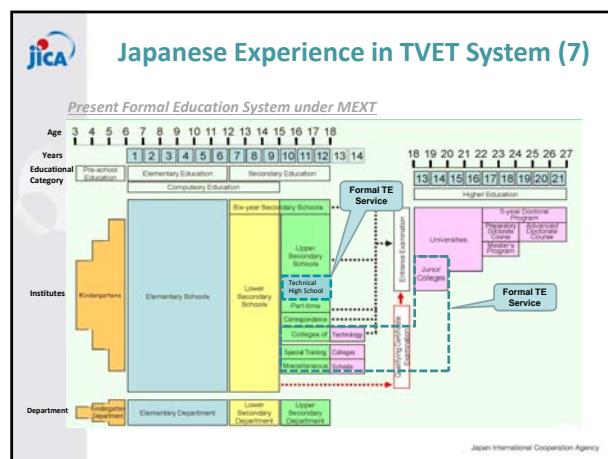 jICA
Japanese Experience in TVET System (7)
Present Formal Education System under MEXT
Age 3 4 5 6 7 8 9 10 11 12 13 14 15 16 17 18
18 19 20 21 22 23 24 25 26 27
Years 1 2 3 4 5 6 7 8 9 10 11 12 13 14
13 14 15 16 17 18 19 20 21
Educational
Category
Pre-school
Education
Elementary Education
Secondary Education
Compulsory Education
Higher Education
Formal TE
Service
Six-year Secondary Schools
5-year Doctoral
Program
Preparatory
Doctorate
Course
Advanced
Doctorate
Course
Master's
Program
Universities
Upper
Secondary
Schools
Entrance Examination
Junior
Colleges
Institutes
Kindergartens
Elementary Schools
Lower
Secondary
Schools
Technical
High School
Formal TE
Service
Part-time
Correspondence
Colleges of Technology
Special Training Colleges
Miscellaneous Schools
Qualifying Certificate
Examination
Department
Kindergarten
Department
Elementary Department
Lower
Secondary
Department
Upper
Secondary
Department
Japan International Cooperation Agency